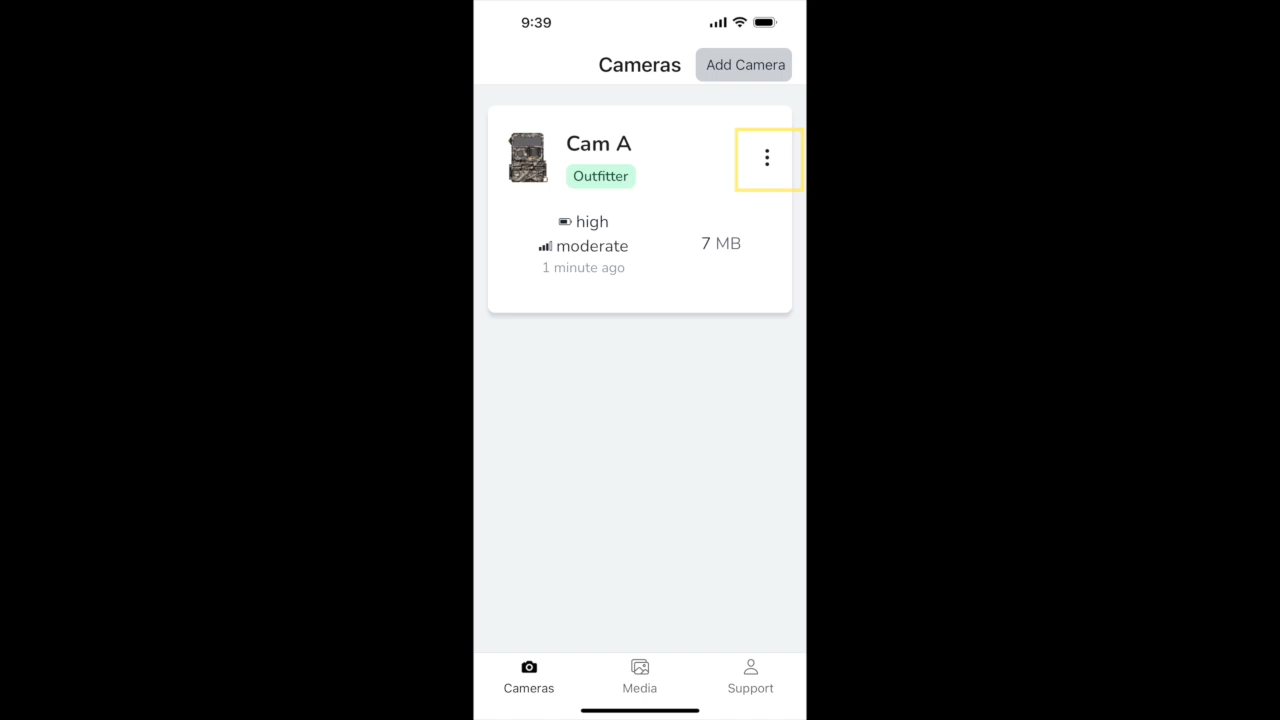 9:39
Cameras
Add Camera
Cam A
Outfitter
high
moderate
1 minute ago
7 MB
Cameras
Media
Support